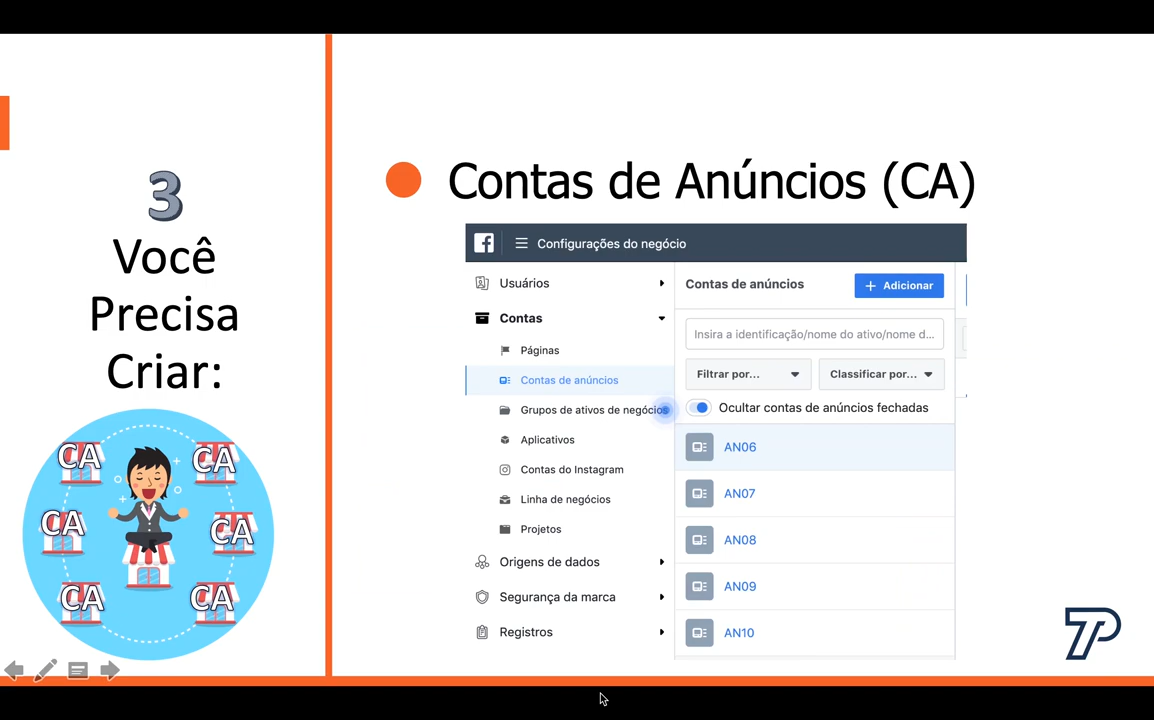 3
Você
Precisa
Criar:
CA
CA
CA
CA
CA
CA
Contas de Anúncios (CA)
Configurações do negócio
Usuários
Contas
Páginas
Contas de anúncios
Grupos de ativos de negócios
Aplicativos
Contas do Instagram
Linha de negócios
Projetos
Origens de dados
Segurança da marca
Registros
Contas de anúncios
+ Adicionar
Insira a identificação/nome do ativo/nome d...
Filtrar por...
Classificar por...
Ocultar contas de anúncios fechadas
AN06
AN07
AN08
AN09
AN10
TP